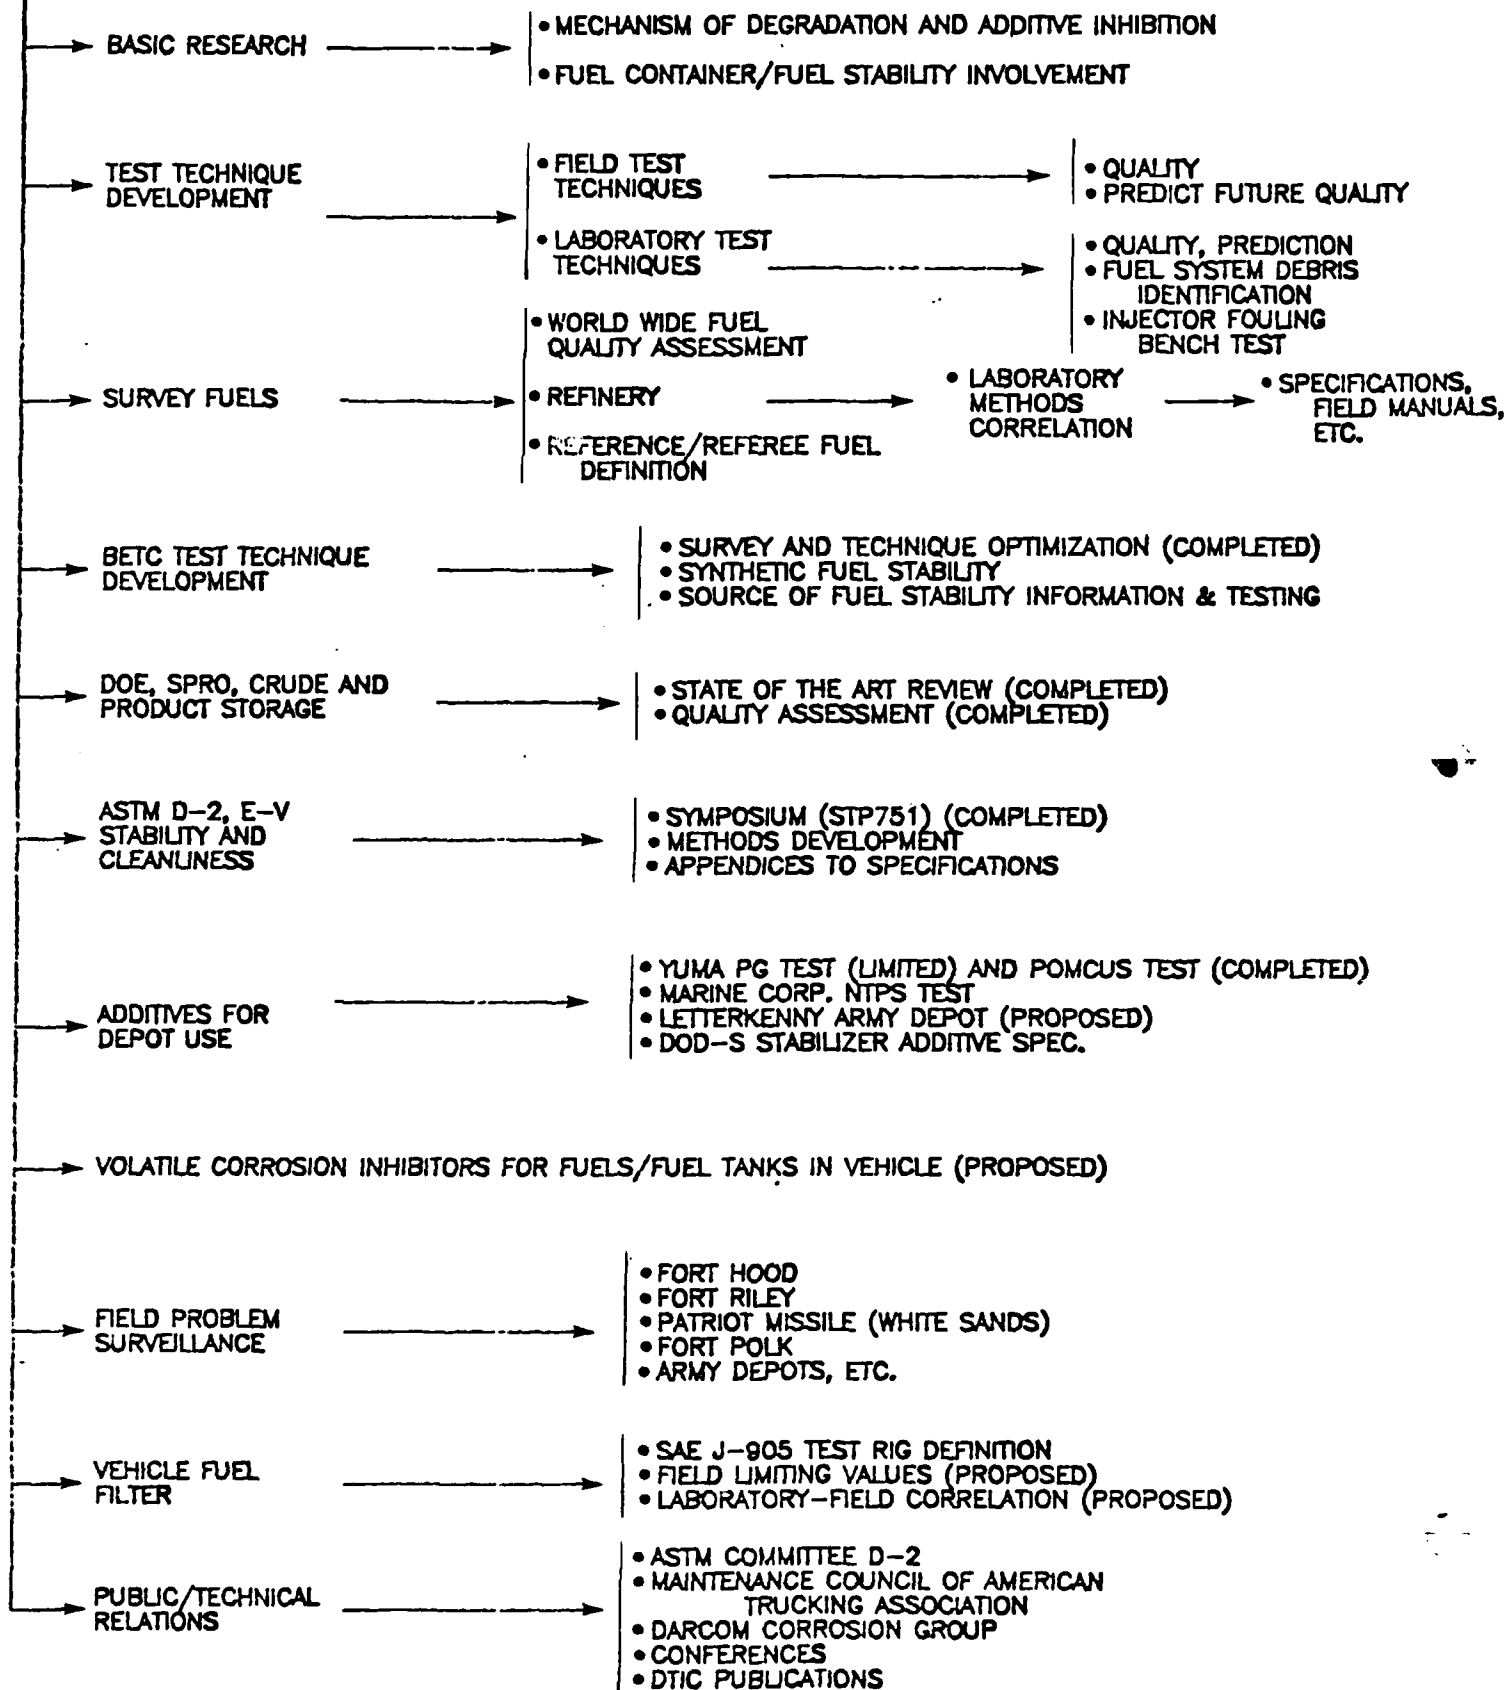 BASIC RESEARCH
• MECHANISM OF DEGRADATION AND ADDITIVE INHIBITION
• FUEL CONTAINER/FUEL STABILITY INVOLVEMENT
TEST TECHNIQUE
DEVELOPMENT
• FIELD TEST
TECHNIQUES
• QUALITY
• PREDICT FUTURE QUALITY
• LABORATORY TEST
TECHNIQUES
• QUALITY, PREDICTION
• FUEL SYSTEM DEBRIS
IDENTIFICATION
• INJECTOR FOULING
BENCH TEST
SURVEY FUELS
• WORLD WIDE FUEL
QUALITY ASSESSMENT
• REFINERY
• REFERENCE/REFEREE FUEL
DEFINITION
• LABORATORY
METHODS
CORRELATION
• SPECIFICATIONS,
FIELD MANUALS,
ETC.
BETC TEST TECHNIQUE
DEVELOPMENT
• SURVEY AND TECHNIQUE OPTIMIZATION (COMPLETED)
• SYNTHETIC FUEL STABILITY
• SOURCE OF FUEL STABILITY INFORMATION & TESTING
DOE, SPRO, CRUDE AND
PRODUCT STORAGE
• STATE OF THE ART REVIEW (COMPLETED)
• QUALITY ASSESSMENT (COMPLETED)
ASTM D-2, E-V
STABILITY AND
CLEANLINESS
• SYMPOSIUM (STP751) (COMPLETED)
• METHODS DEVELOPMENT
• APPENDICES TO SPECIFICATIONS
ADDITIVES FOR
DEPOT USE
• YUMA PG TEST (LIMITED) AND POMCUS TEST (COMPLETED)
• MARINE CORP. NTPS TEST
• LETTERKENNY ARMY DEPOT (PROPOSED)
• DOD-S STABILIZER ADDITIVE SPEC.
VOLATILE CORROSION INHIBITORS FOR FUELS/FUEL TANKS IN VEHICLE (PROPOSED)
FIELD PROBLEM
SURVEILLANCE
• FORT HOOD
• FORT RILEY
• PATRIOT MISSILE (WHITE SANDS)
• FORT POLK
• ARMY DEPOTS, ETC.
VEHICLE FUEL
FILTER
• SAE J-905 TEST RIG DEFINITION
• FIELD LIMITING VALUES (PROPOSED)
• LABORATORY-FIELD CORRELATION (PROPOSED)
PUBLIC/TECHNICAL
RELATIONS
• ASTM COMMITTEE D-2
• MAINTENANCE COUNCIL OF AMERICAN
TRUCKING ASSOCIATION
• DARCOM CORROSION GROUP
• CONFERENCES
• DTIC PUBLICATIONS